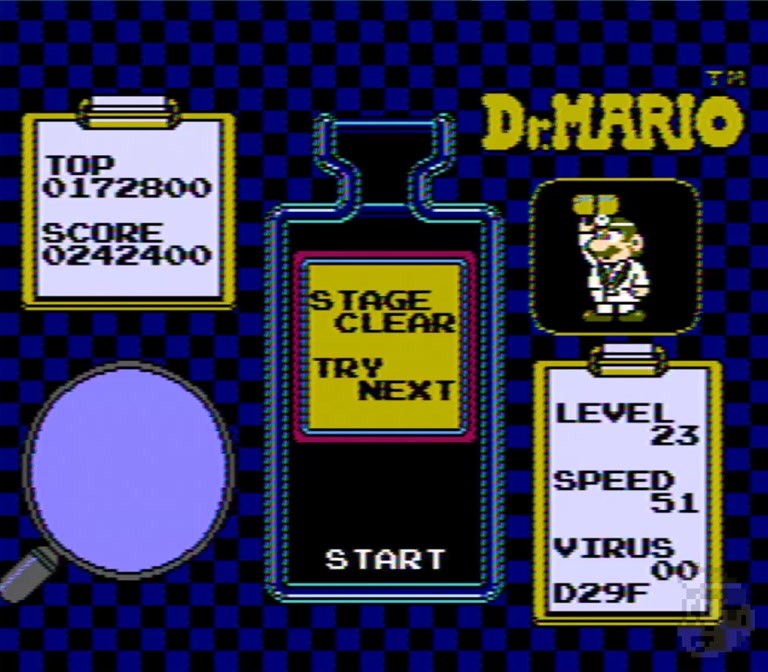 TM
Dr.MARIO
TOP
0172800
SCORE
0242400
STAGE
CLEAR
TRY
NEXT
START
LEVEL
23
SPEED
51
VIRUS
00
D29F